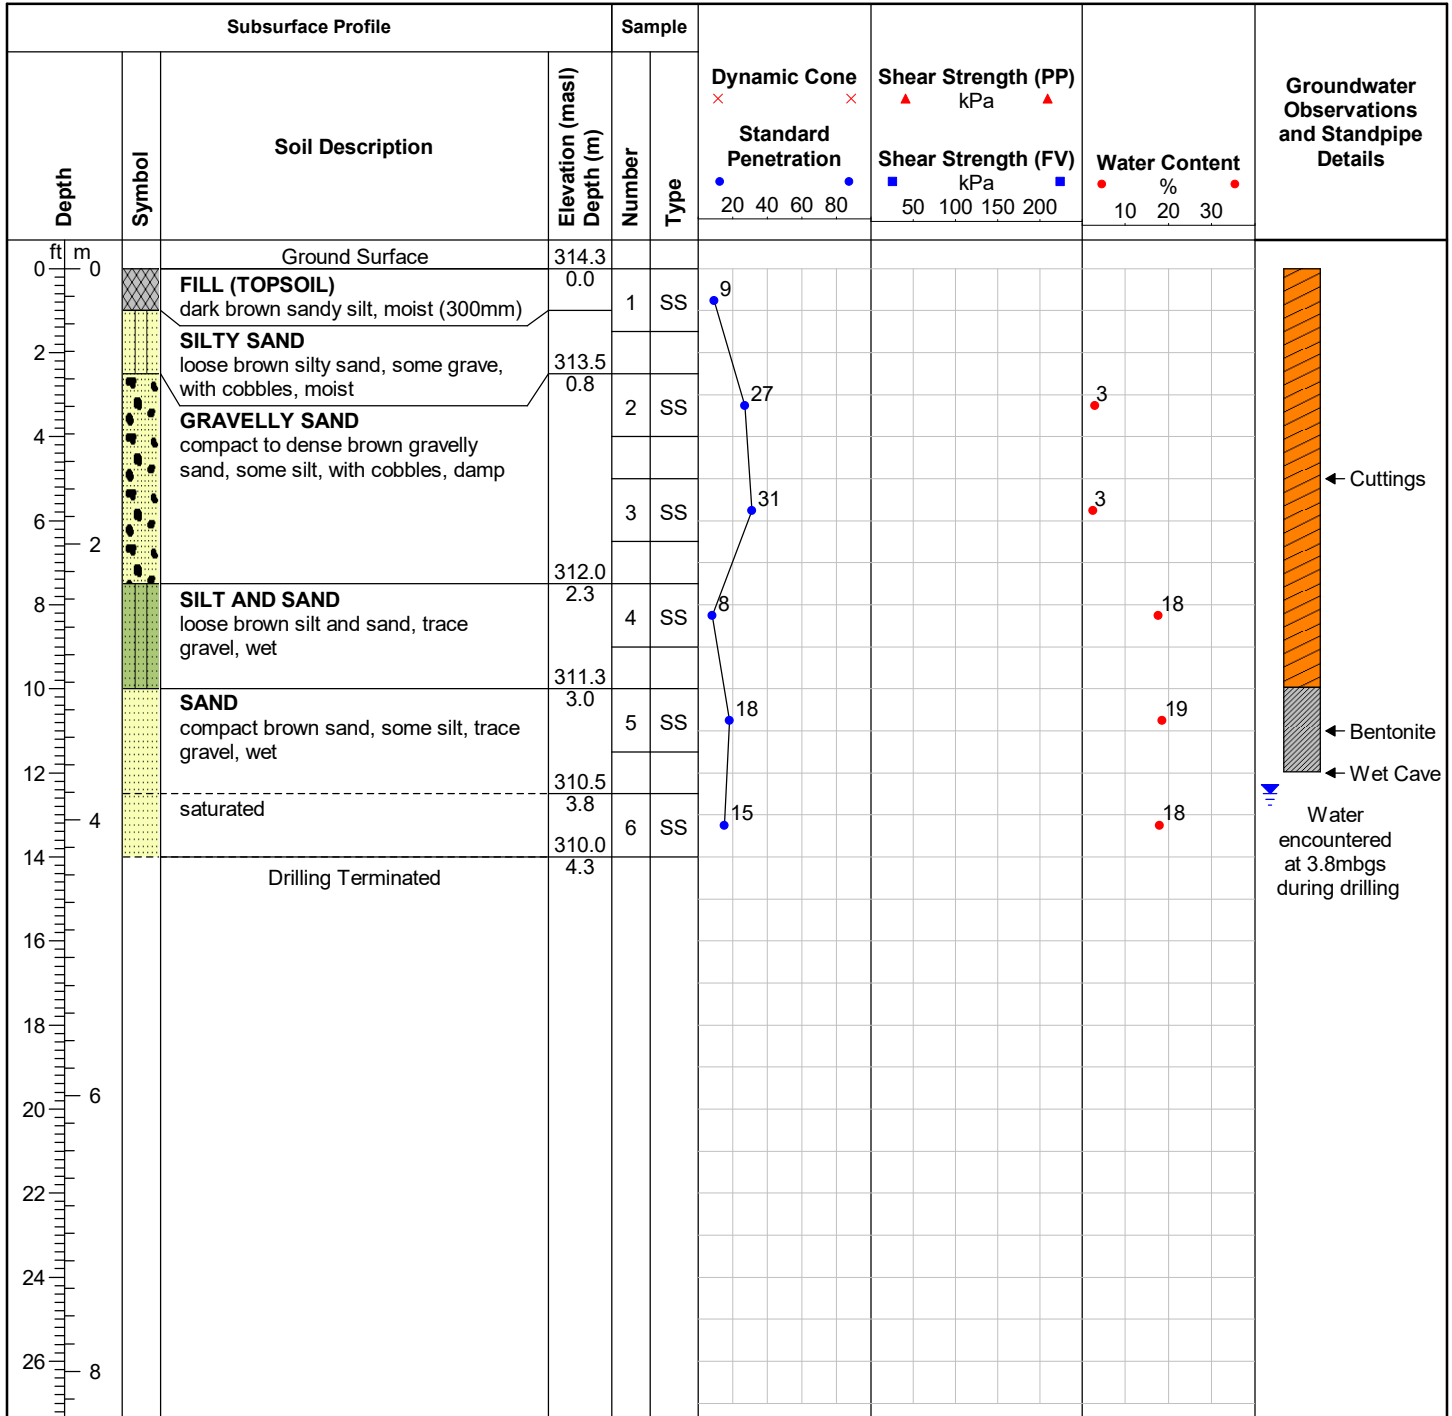 Subsurface Profile
Sample
Depth
Symbol
Soil Description
Elevation (masl)
Depth (m)
Number
Type
Dynamic Cone
Standard
Penetration
20 40 60 80
Shear Strength (PP)
kPa
Shear Strength (FV)
kPa
50 100 150 200
Water Content
%
10 20 30
Groundwater
Observations
and Standpipe
Details
ft m
Ground Surface 314.3
0 0
0.0
FILL (TOPSOIL)
dark brown sandy silt, moist (300mm)
1 SS
9
SILTY SAND
loose brown silty sand, some grave,
with cobbles, moist
2
313.5
0.8
2 SS
27
3
GRAVELLY SAND
compact to dense brown gravelly
sand, some silt, with cobbles, damp
4
Cuttings
3 SS
31
3
6
2
312.0
2.3
SILT AND SAND
loose brown silt and sand, trace
gravel, wet
8
4 SS
8
18
311.3
10
3.0
SAND
compact brown sand, some silt, trace
gravel, wet
5 SS
18
19
Bentonite
12
Wet Cave
310.5
3.8
saturated
4
6 SS
15
18
Water
encountered
at 3.8mbgs
during drilling
310.0
14
4.3
Drilling Terminated
16
18
6
20
22
24
26
8